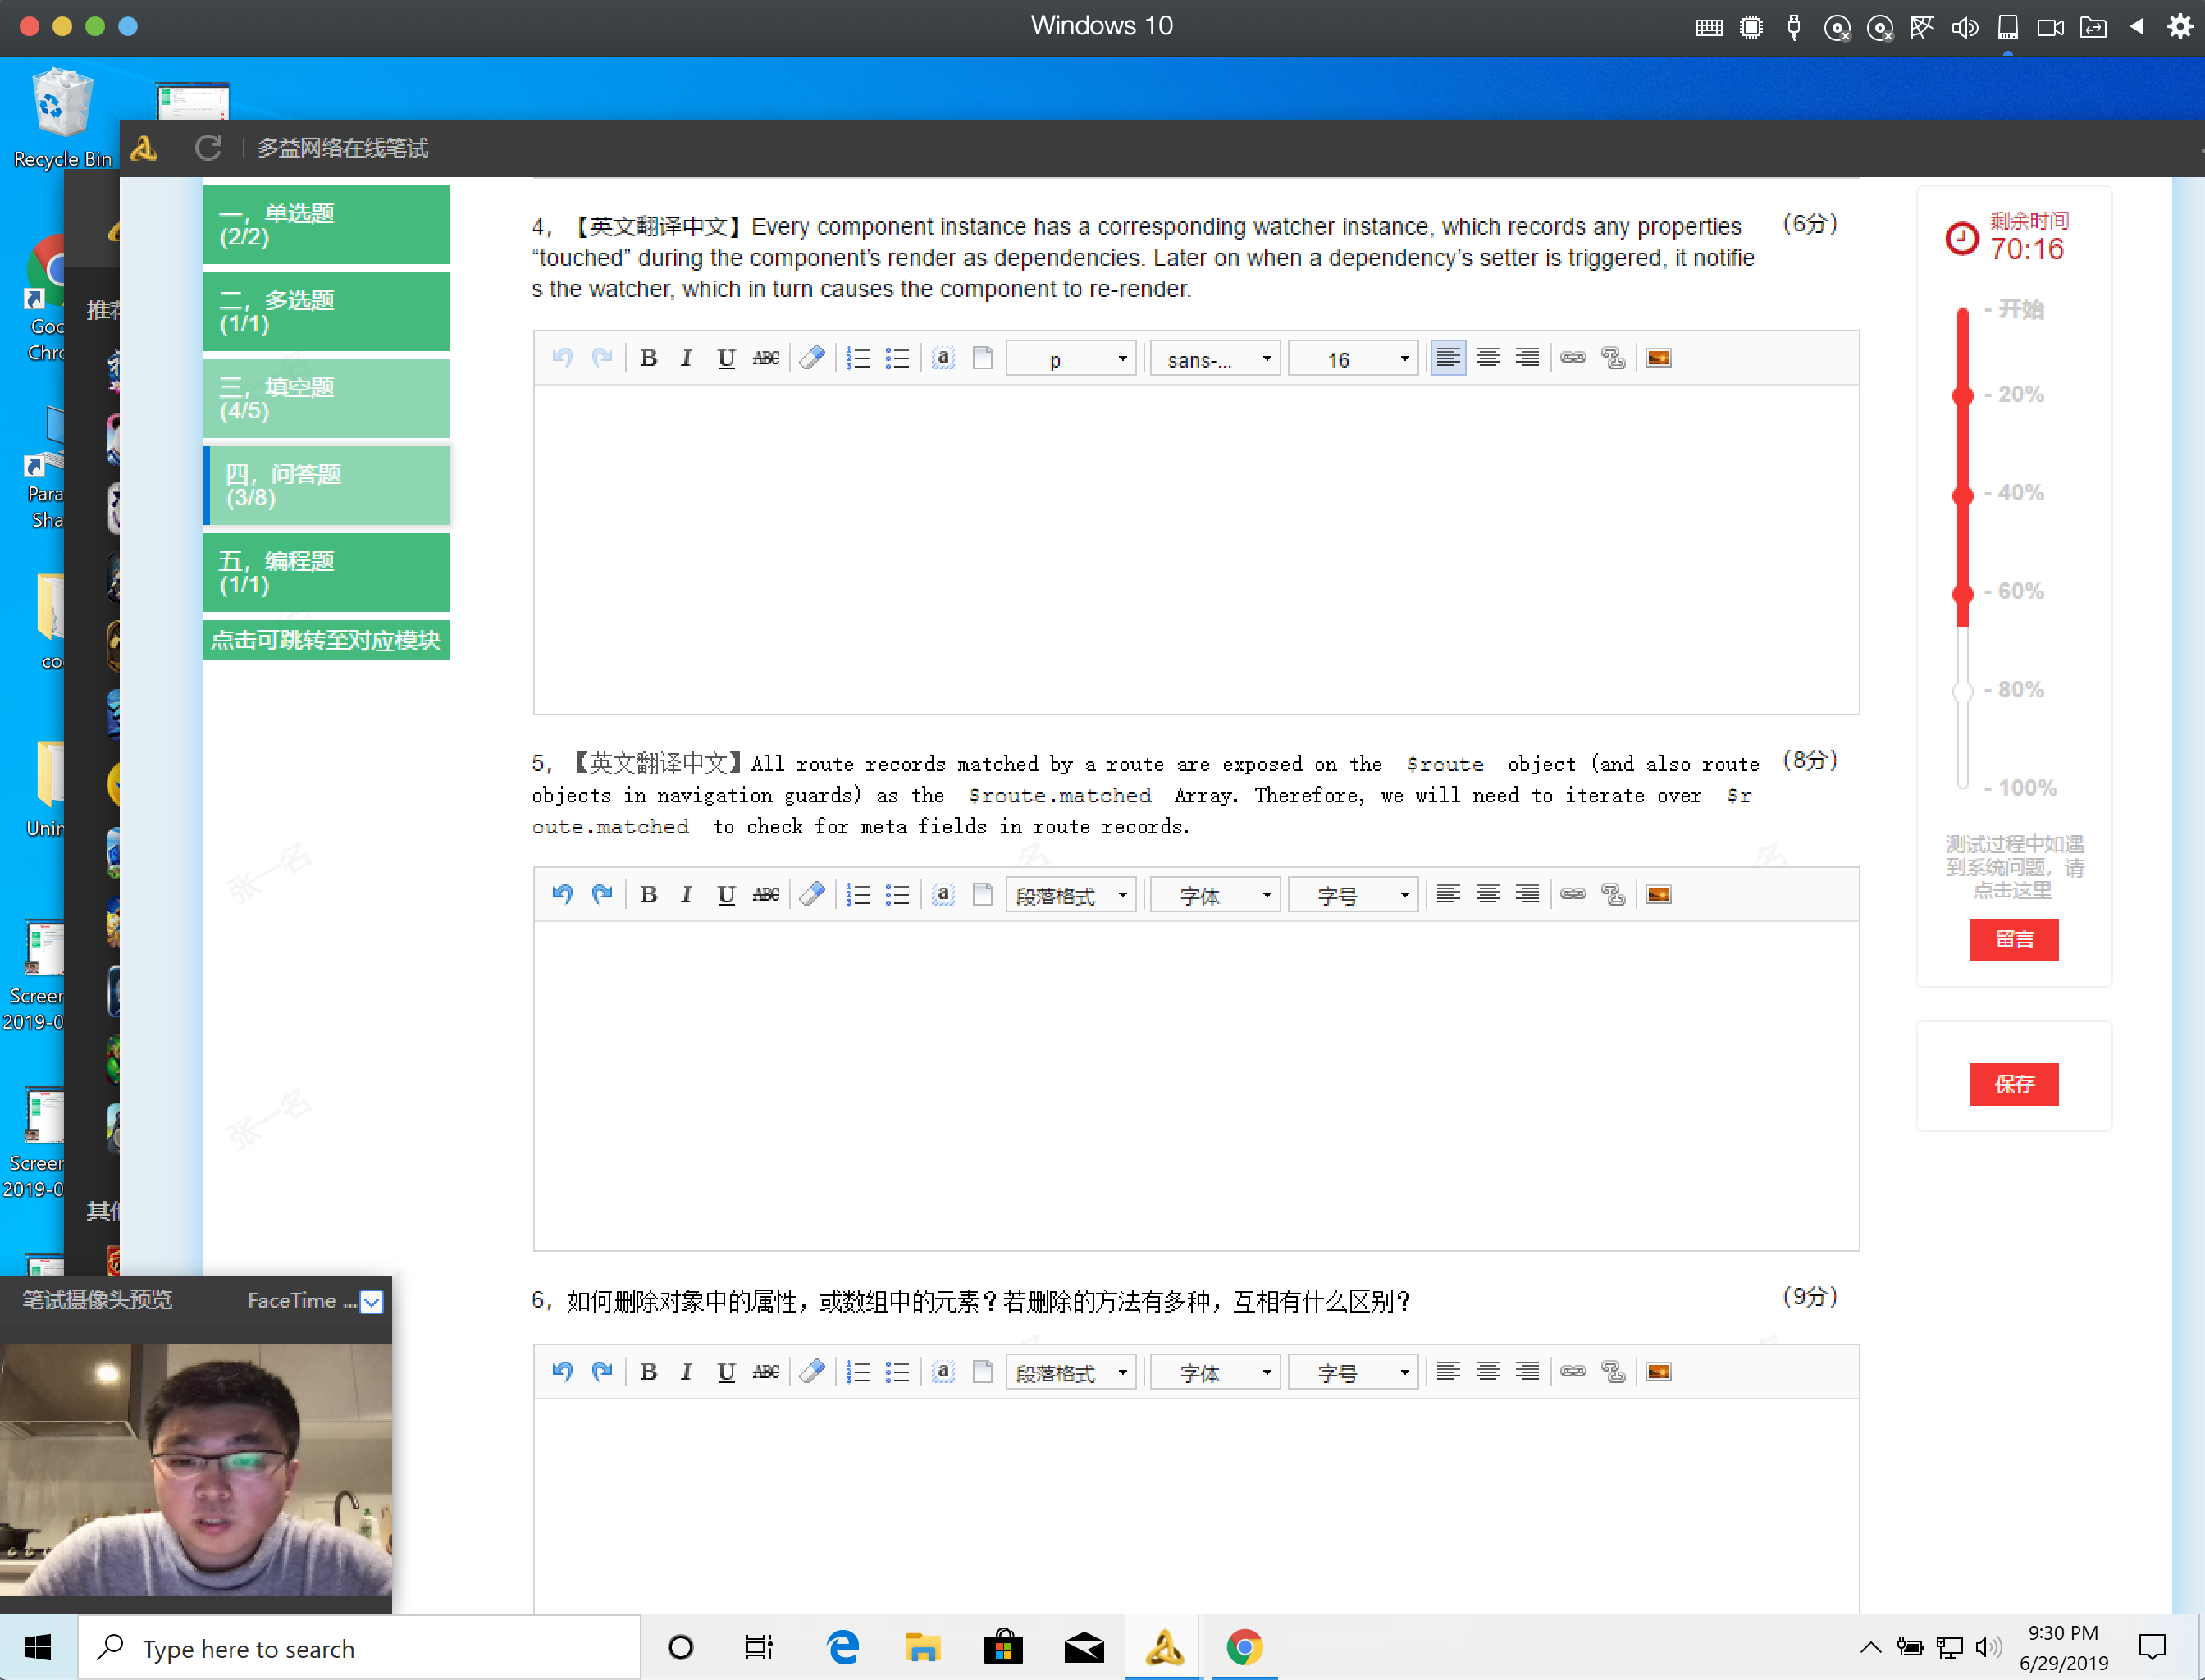 Windows 10
Recycle Bin
多益网络在线笔试
一，单选题
(2/2)
二，多选题
(1/1)
三，填空题
(4/5)
四，问答题
(3/8)
五，编程题
(1/1)
点击可跳转至对应模块
推荐
Goo
Chro
Para
Sha
co
Unin
Screen
2019-0
Screen
2019-0
其他
4，【英文翻译中文】Every component instance has a corresponding watcher instance, which records any properties
“touched” during the component’s render as dependencies. Later on when a dependency’s setter is triggered, it notifie
s the watcher, which in turn causes the component to re-render.
（6分）
B I U ABC a p sans-... 16
5，【英文翻译中文】All route records matched by a route are exposed on the $route object (and also route
objects in navigation guards) as the $route.matched Array. Therefore, we will need to iterate over $r
oute.matched to check for meta fields in route records.
（8分）
B I U ABC a 段落格式 字体 字号
6，如何删除对象中的属性，或数组中的元素？若删除的方法有多种，互相有什么区别？
（9分）
B I U ABC a 段落格式 字体 字号
剩余时间
70:16
- 开始
- 20%
- 40%
- 60%
- 80%
- 100%
测试过程中如遇
到系统问题，请
点击这里
留言
保存
张一名
张一名
笔试摄像头预览 FaceTime ...
Type here to search
9:30 PM
6/29/2019